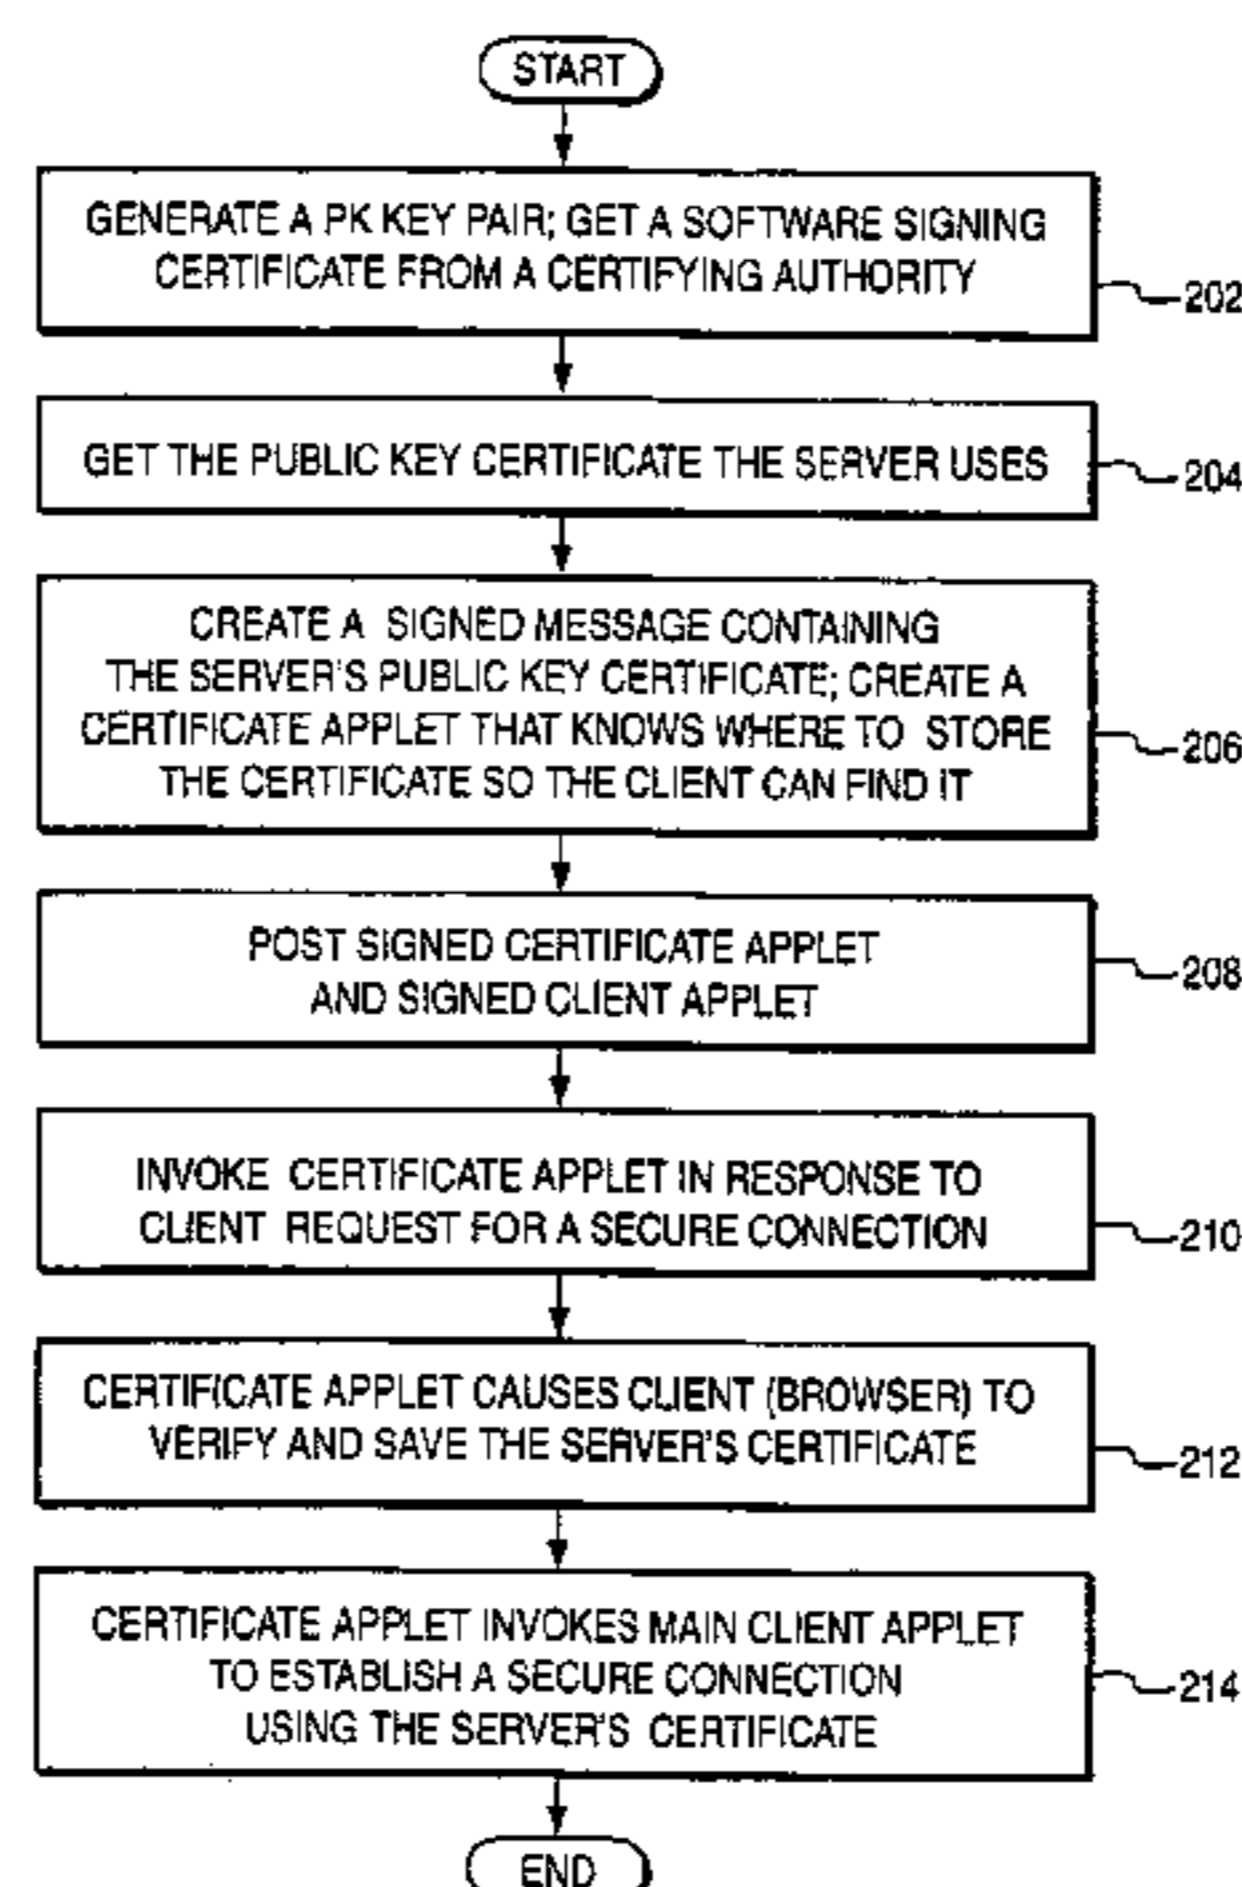 START
GENERATE A PK KEY PAIR; GET A SOFTWARE SIGNING
CERTIFICATE FROM A CERTIFYING AUTHORITY
202
GET THE PUBLIC KEY CERTIFICATE THE SERVER USES
204
CREATE A SIGNED MESSAGE CONTAINING
THE SERVER'S PUBLIC KEY CERTIFICATE; CREATE A
CERTIFICATE APPLET THAT KNOWS WHERE TO STORE
THE CERTIFICATE SO THE CLIENT CAN FIND IT
206
POST SIGNED CERTIFICATE APPLET
AND SIGNED CLIENT APPLET
208
INVOKE CERTIFICATE APPLET IN RESPONSE TO
CLIENT REQUEST FOR A SECURE CONNECTION
210
CERTIFICATE APPLET CAUSES CLIENT (BROWSER) TO
VERIFY AND SAVE THE SERVER'S CERTIFICATE
212
CERTIFICATE APPLET INVOKES MAIN CLIENT APPLET
TO ESTABLISH A SECURE CONNECTION
USING THE SERVER'S CERTIFICATE
214
END